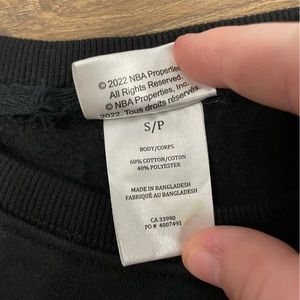 © 2022 NBA Properties,
All Rights Reserved.
© NBA Properties, Inc.
2022. Tous droits réservés.
S/P
BODY/CORPS
60% COTTON/COTON
40% POLYESTER
MADE IN BANGLADESH
FABRIQUÉ AU BANGLADESH
CA 33990
PO # 4007491